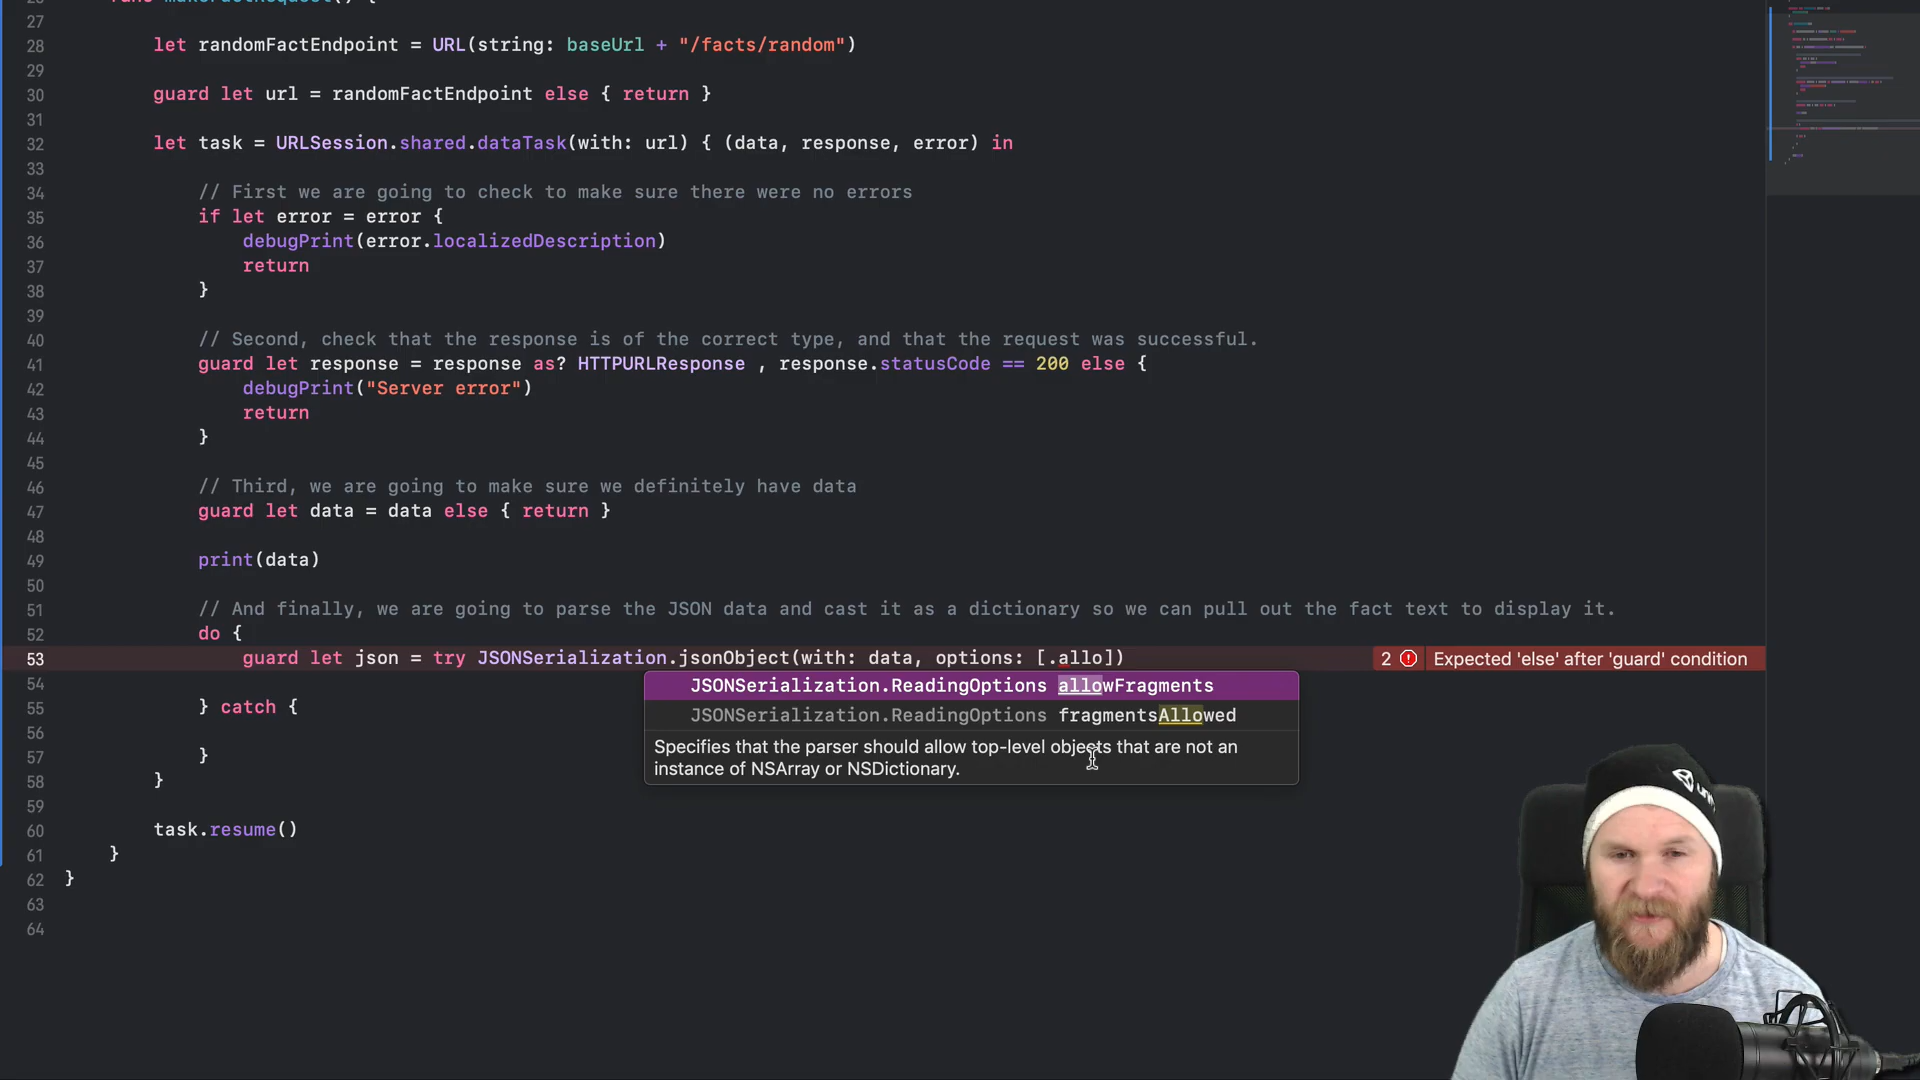 27
28 let randomFactEndpoint = URL(string: baseUrl + "/facts/random")
29
30 guard let url = randomFactEndpoint else { return }
31
32 let task = URLSession.shared.dataTask(with: url) { (data, response, error) in
33
34 // First we are going to check to make sure there were no errors
35 if let error = error {
36 debugPrint(error.localizedDescription)
37 return
38 }
39
40 // Second, check that the response is of the correct type, and that the request was successful.
41 guard let response = response as? HTTPURLResponse , response.statusCode == 200 else {
42 debugPrint("Server error")
43 return
44 }
45
46 // Third, we are going to make sure we definitely have data
47 guard let data = data else { return }
48
49 print(data)
50
51 // And finally, we are going to parse the JSON data and cast it as a dictionary so we can pull out the fact text to display it.
52 do {
53 guard let json = try JSONSerialization.jsonObject(with: data, options: [.allo]) 2 Expected 'else' after 'guard' condition
54 JSONSerialization.ReadingOptions allowFragments
55 } catch { JSONSerialization.ReadingOptions fragmentsAllowed
56 Specifies that the parser should allow top-level objects that are not an
57 } instance of NSArray or NSDictionary.
58 }
59
60 task.resume()
61 }
62 }
63
64